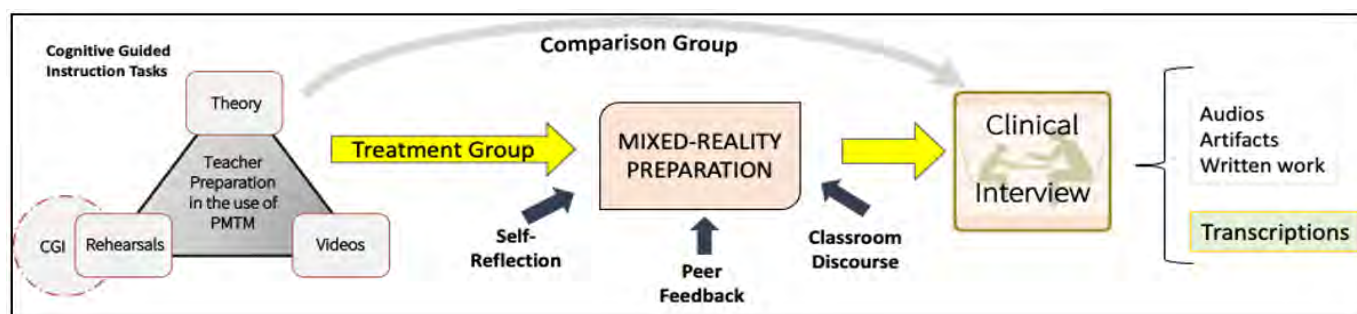 Cognitive Guided
Instruction Tasks
Theory
Teacher
Preparation
in the use of
PMTM
CGI
Rehearsals
Videos
Comparison Group
Treatment Group
MIXED-REALITY
PREPARATION
Self-
Reflection
Peer
Feedback
Classroom
Discourse
Clinical
Interview
Audios
Artifacts
Written work
Transcriptions